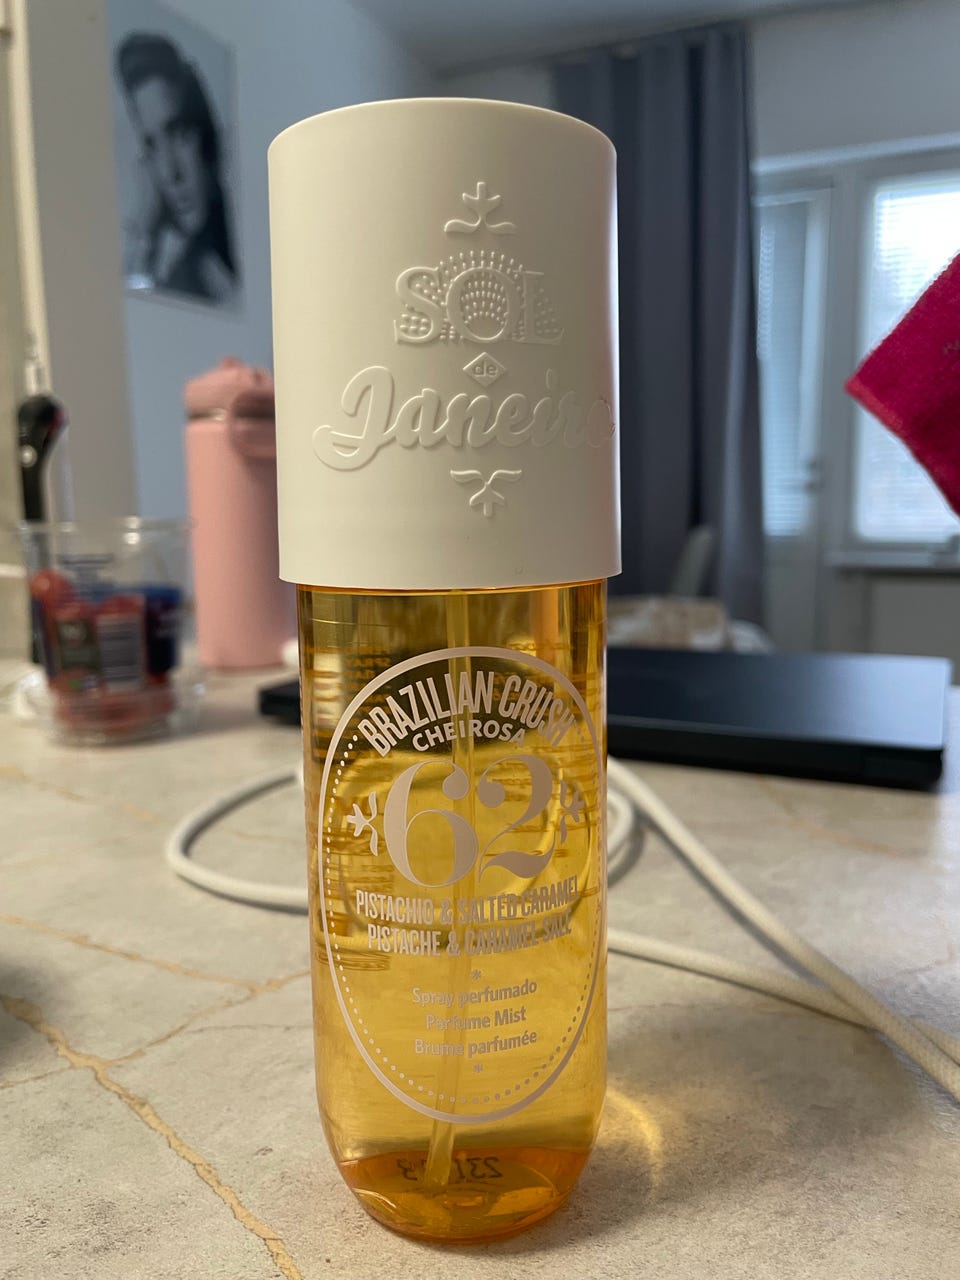 SOL
de
Janeiro
BRAZILIAN CRUSH
CHEIROSA
62
PISTACHIO & SALTED CARAMEL
PISTACHE & CARAMEL SALÉ
*
Spray perfumado
Parfume Mist
Brume parfumée
*